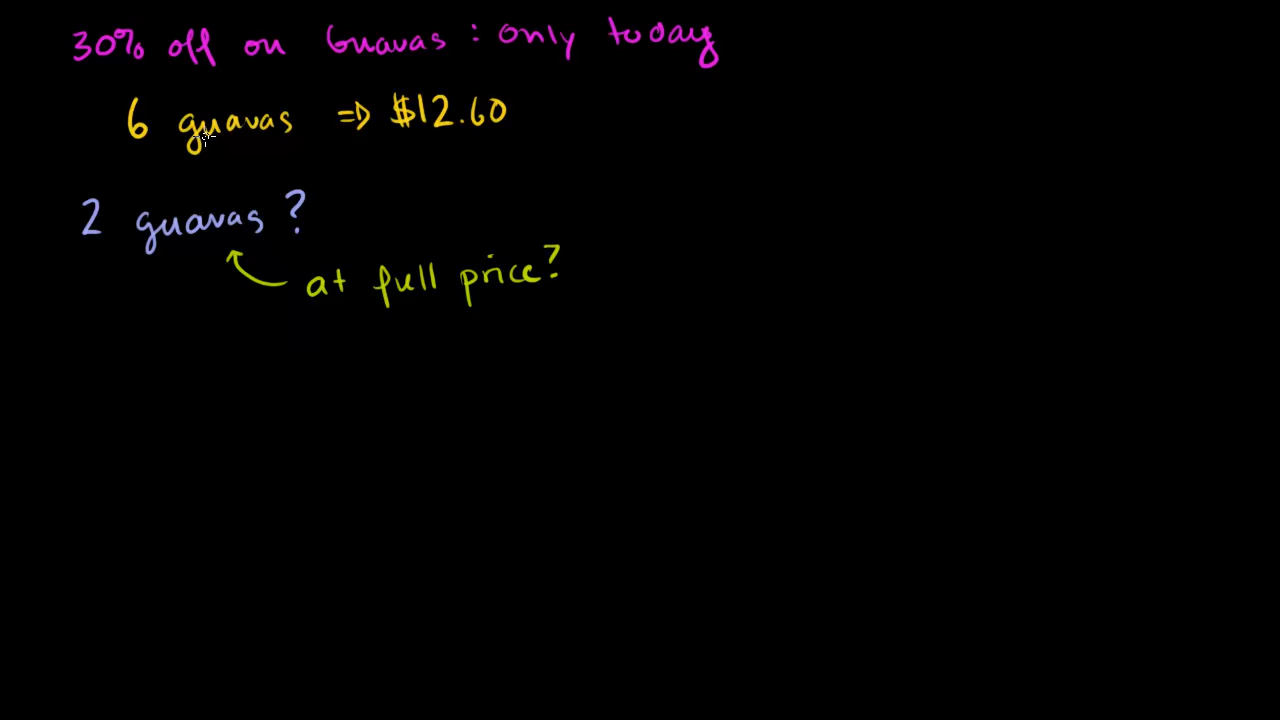 30% off on Guavas : only today
6 guavas ⇒ $12.60
2 guavas ?
at full price?